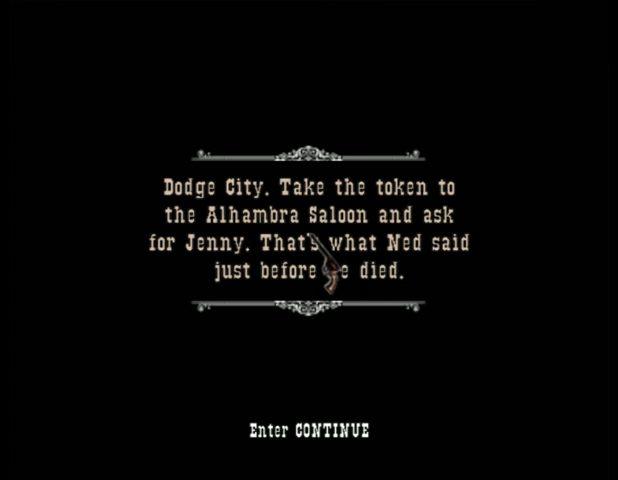 Dodge City. Take the token to
the Alhambra Saloon and ask
for Jenny. That's what Ned said
just before he died.
Enter CONTINUE